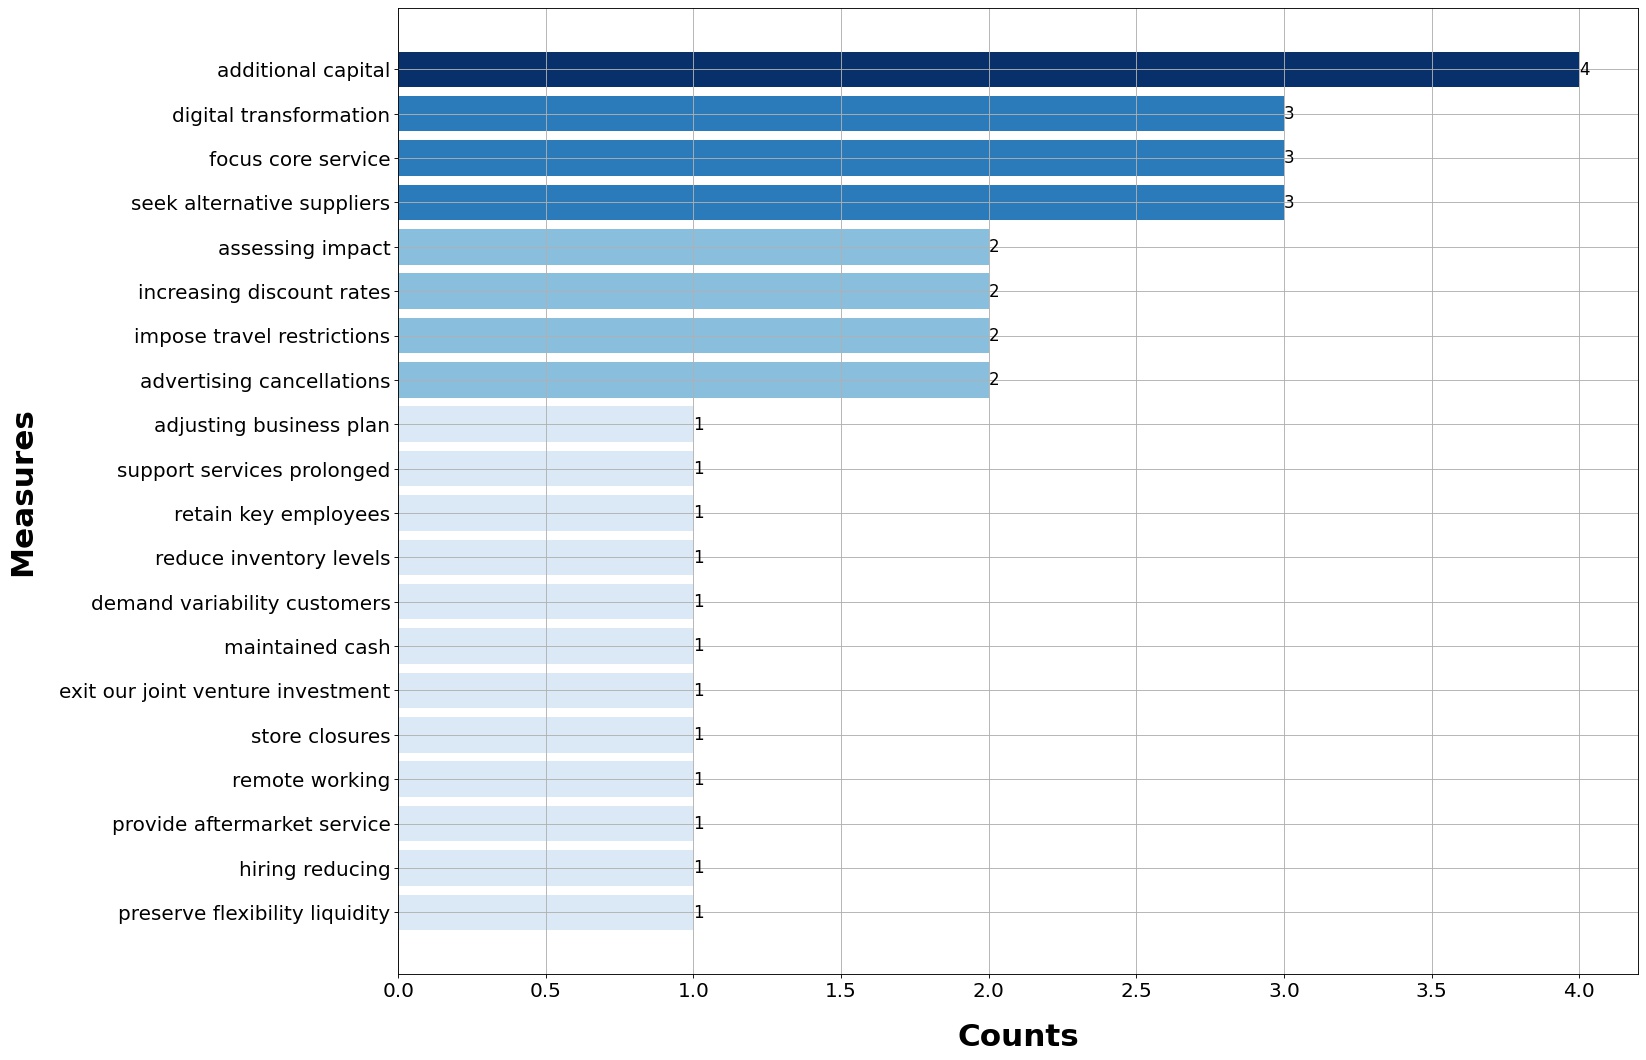 additional capital 4
digital transformation 3
focus core service 3
seek alternative suppliers 3
assessing impact 2
increasing discount rates 2
impose travel restrictions 2
advertising cancellations 2
adjusting business plan 1
support services prolonged 1
retain key employees 1
reduce inventory levels 1
demand variability customers 1
maintained cash 1
exit our joint venture investment 1
store closures 1
remote working 1
provide aftermarket service 1
hiring reducing 1
preserve flexibility liquidity 1
Measures
0.0 0.5 1.0 1.5 2.0 2.5 3.0 3.5 4.0
Counts